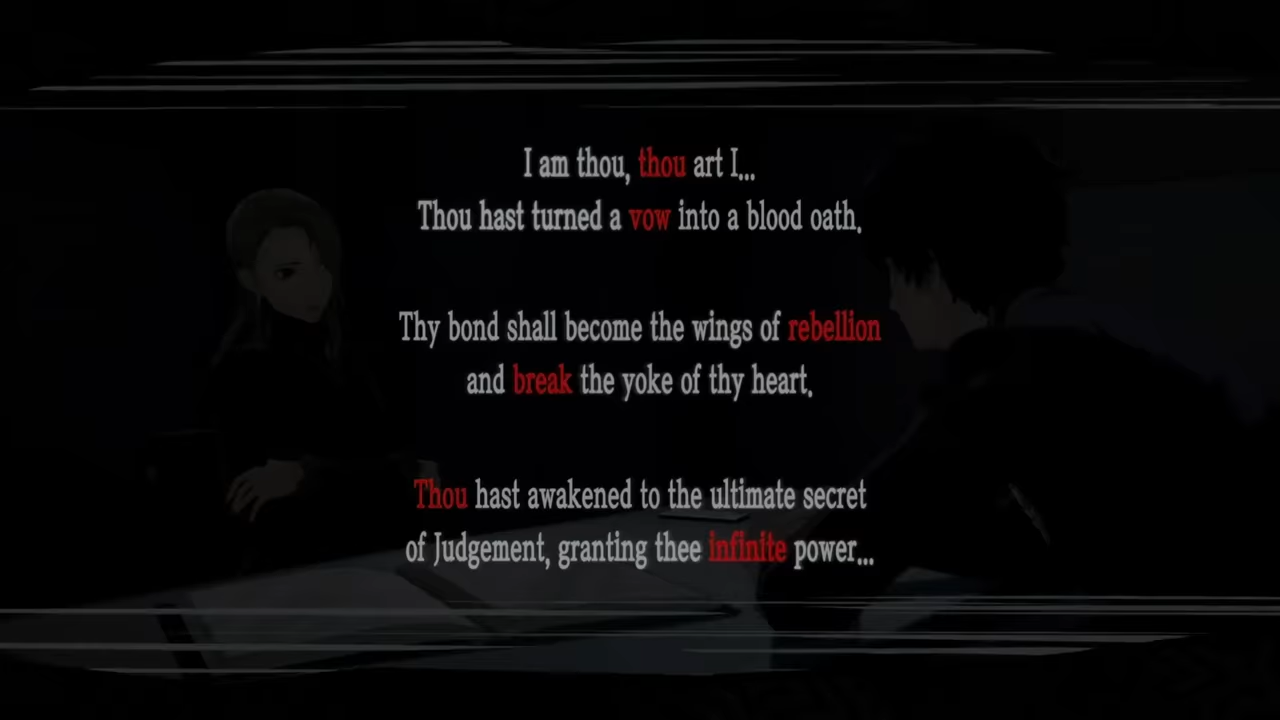 I am thou, thou art I...
Thou hast turned a vow into a blood oath.
Thy bond shall become the wings of rebellion
and break the yoke of thy heart.
Thou hast awakened to the ultimate secret
of Judgement, granting thee infinite power...